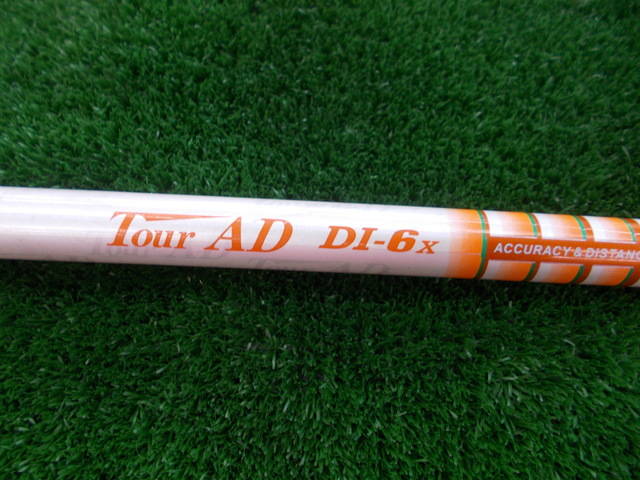 Tour AD DI-6x
ACCURACY & DISTANC